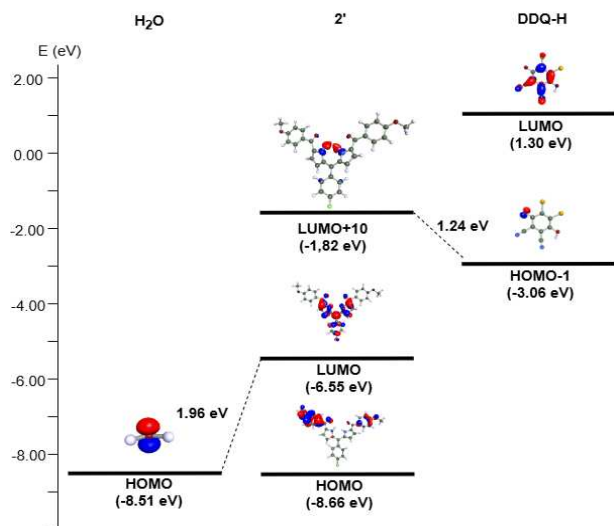 H₂O 2' DDQ-H
E (eV)
2.00
0.00
-2.00
-4.00
-6.00
-8.00
LUMO
(1.30 eV)
LUMO+10
(-1,82 eV)
1.24 eV
HOMO-1
(-3.06 eV)
LUMO
(-6.55 eV)
1.96 eV
HOMO
(-8.51 eV)
HOMO
(-8.66 eV)